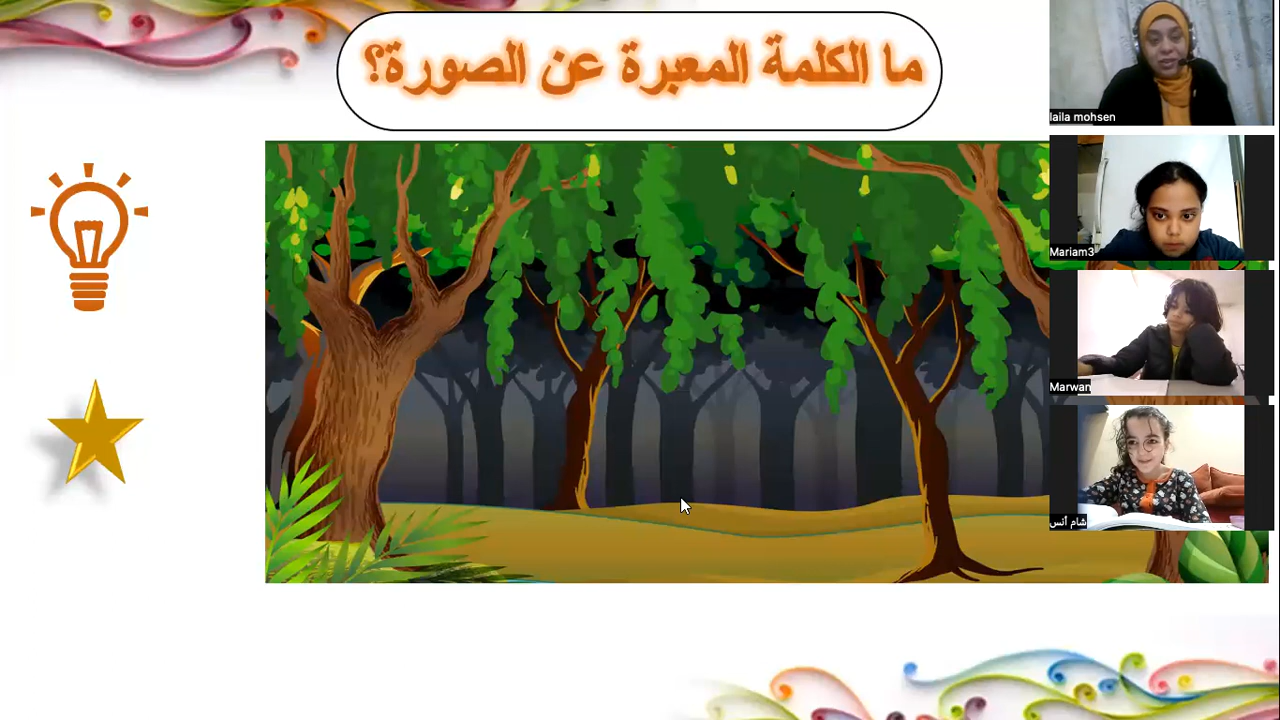 ما الكلمة المعبرة عن الصورة؟
laila mohsen
Mariam3
Marwan
شام أنس